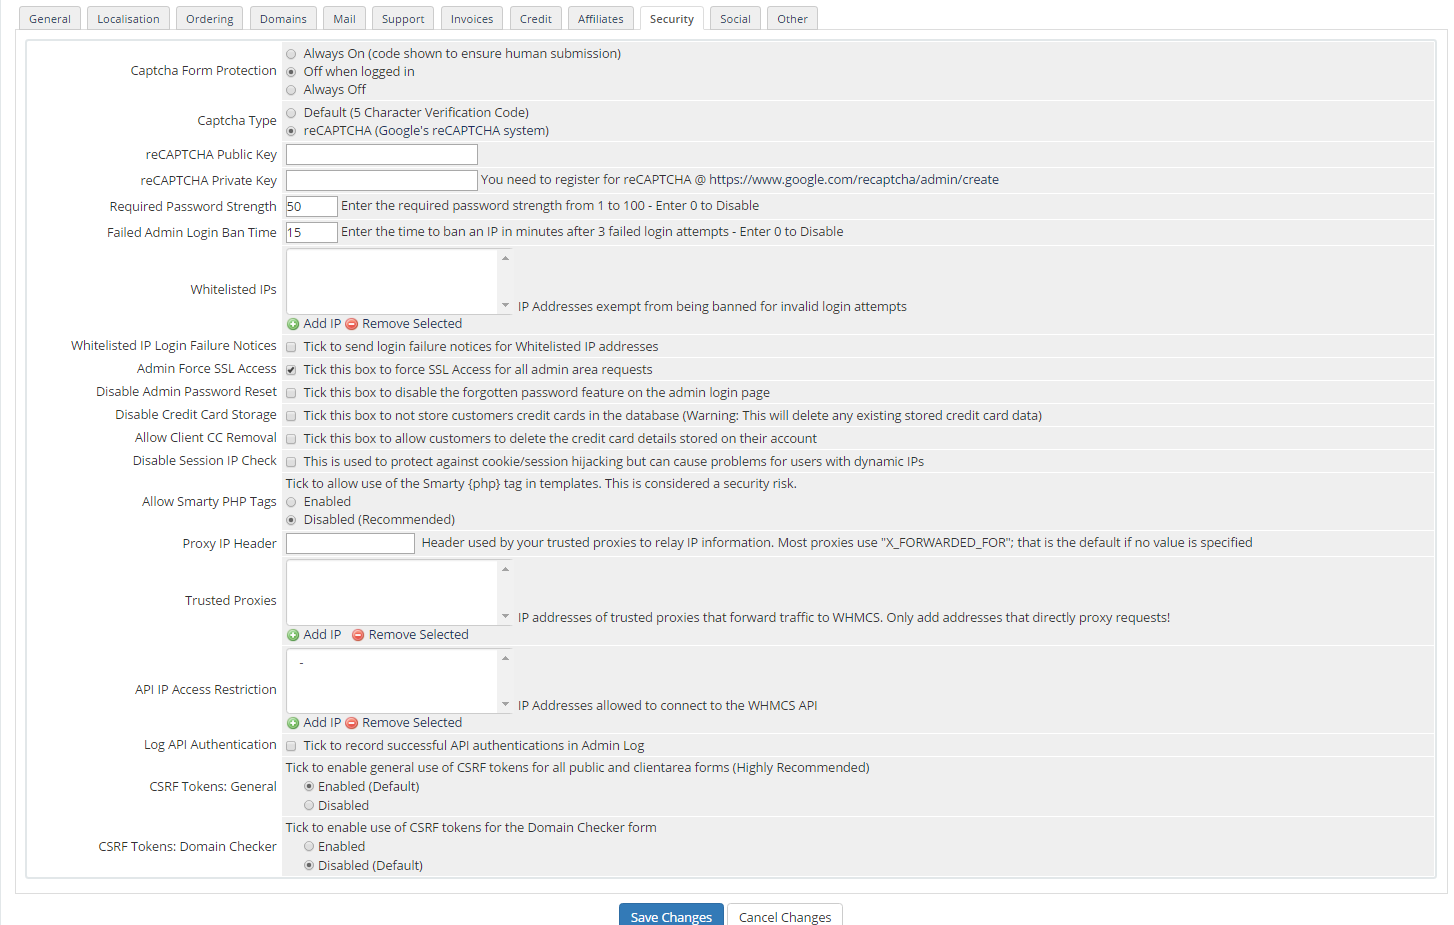 General Localisation Ordering Domains Mail Support Invoices Credit Affiliates Security Social Other
Captcha Form Protection
Always On (code shown to ensure human submission)
Off when logged in
Always Off
Captcha Type
Default (5 Character Verification Code)
reCAPTCHA (Google's reCAPTCHA system)
reCAPTCHA Public Key
reCAPTCHA Private Key You need to register for reCAPTCHA @ https://www.google.com/recaptcha/admin/create
Required Password Strength 50 Enter the required password strength from 1 to 100 - Enter 0 to Disable
Failed Admin Login Ban Time 15 Enter the time to ban an IP in minutes after 3 failed login attempts - Enter 0 to Disable
Whitelisted IPs
IP Addresses exempt from being banned for invalid login attempts
Add IP Remove Selected
Whitelisted IP Login Failure Notices Tick to send login failure notices for Whitelisted IP addresses
Admin Force SSL Access Tick this box to force SSL Access for all admin area requests
Disable Admin Password Reset Tick this box to disable the forgotten password feature on the admin login page
Disable Credit Card Storage Tick this box to not store customers credit cards in the database (Warning: This will delete any existing stored credit card data)
Allow Client CC Removal Tick this box to allow customers to delete the credit card details stored on their account
Disable Session IP Check This is used to protect against cookie/session hijacking but can cause problems for users with dynamic IPs
Allow Smarty PHP Tags
Tick to allow use of the Smarty {php} tag in templates. This is considered a security risk.
Enabled
Disabled (Recommended)
Proxy IP Header Header used by your trusted proxies to relay IP information. Most proxies use "X_FORWARDED_FOR"; that is the default if no value is specified
Trusted Proxies
IP addresses of trusted proxies that forward traffic to WHMCS. Only add addresses that directly proxy requests!
Add IP Remove Selected
API IP Access Restriction
-
IP Addresses allowed to connect to the WHMCS API
Add IP Remove Selected
Log API Authentication Tick to record successful API authentications in Admin Log
CSRF Tokens: General
Tick to enable general use of CSRF tokens for all public and clientarea forms (Highly Recommended)
Enabled (Default)
Disabled
CSRF Tokens: Domain Checker
Tick to enable use of CSRF tokens for the Domain Checker form
Enabled
Disabled (Default)
Save Changes Cancel Changes